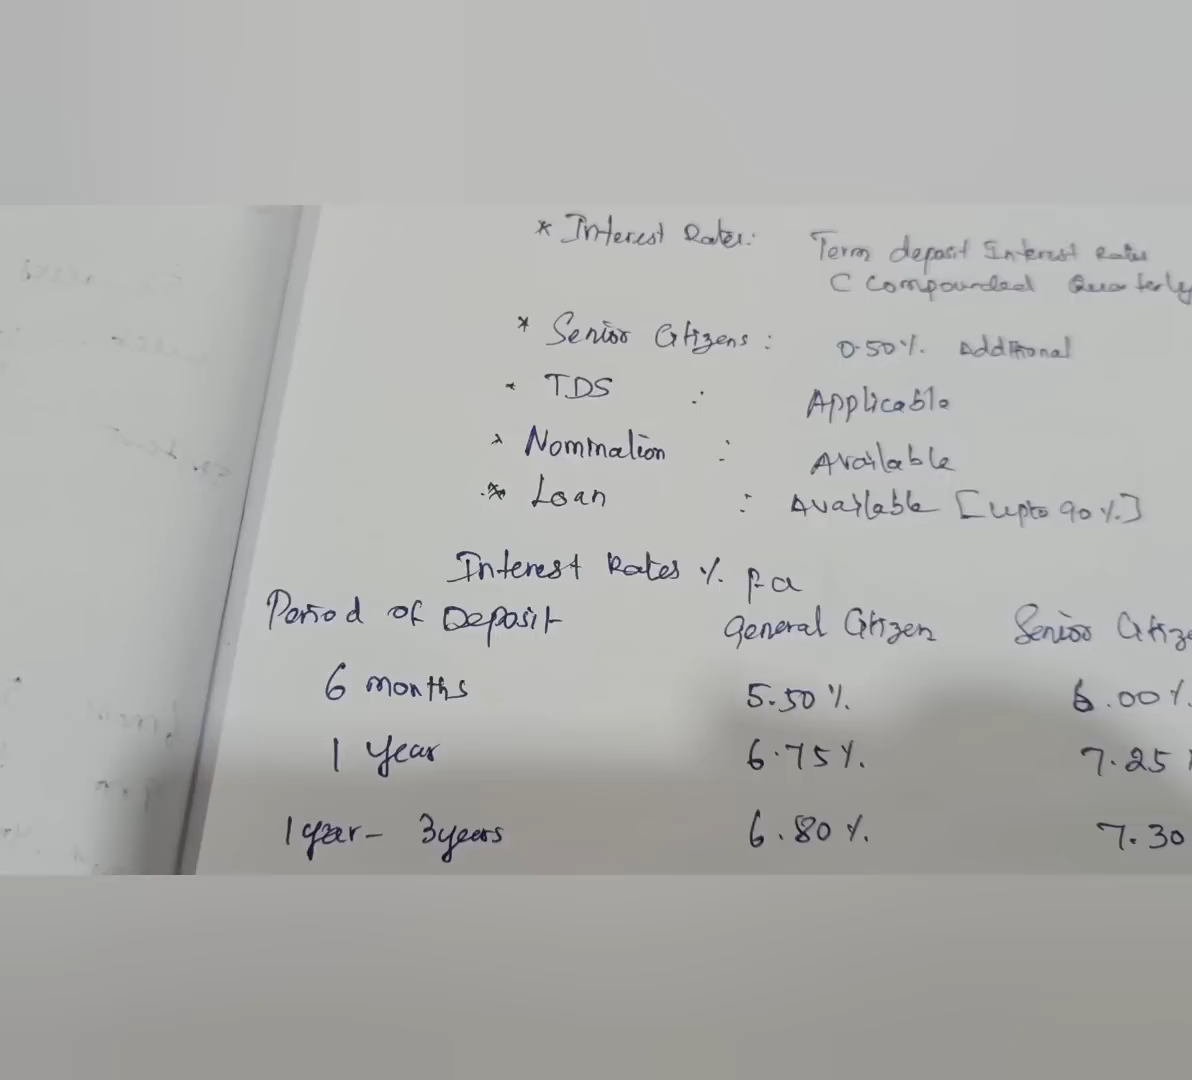 * Interest Rates: Term deposit Interest Rates
C Compounded Quarterly
* Senior Citizens : 0.50% Additional
* TDS : Applicable
* Nommation : Available
* Loan : Available [upto 90%]
Interest Rates % p.a
Period of Deposit General Citizen Senior Citize
6 months 5.50% 6.00%
1 year 6.75% 7.25
1 year - 3 years 6.80% 7.30